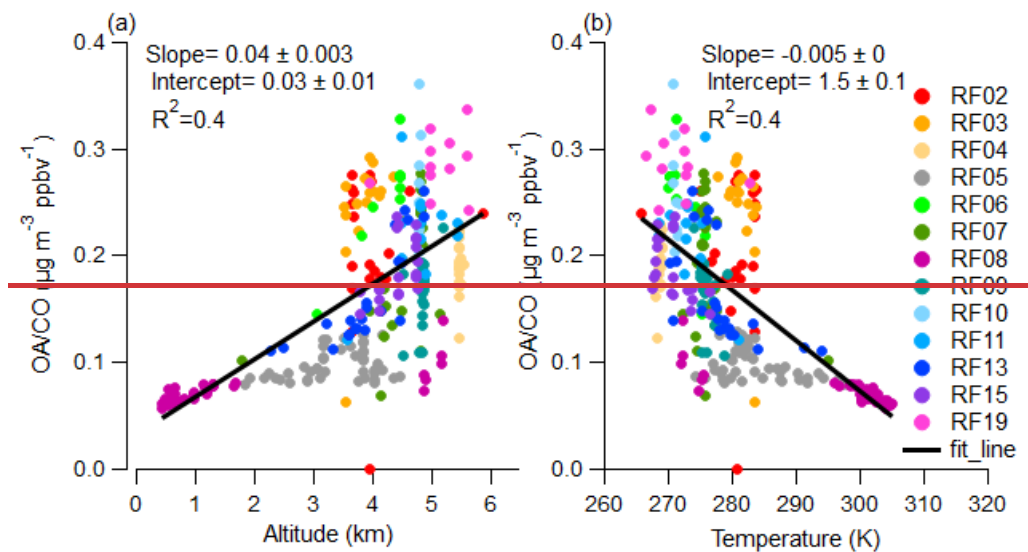 (a)
Slope= 0.04 ± 0.003
Intercept= 0.03 ± 0.01
R²=0.4
OA/CO (µg m⁻³ ppbv⁻¹)
0.4
0.3
0.2
0.1
0.0
0 1 2 3 4 5 6
Altitude (km)
(b)
Slope= -0.005 ± 0
Intercept= 1.5 ± 0.1
R²=0.4
OA/CO (µg m⁻³ ppbv⁻¹)
0.4
0.3
0.2
0.1
0.0
260 270 280 290 300 310 320
Temperature (K)
RF02
RF03
RF04
RF05
RF06
RF07
RF08
RF09
RF10
RF11
RF13
RF15
RF19
fit_line